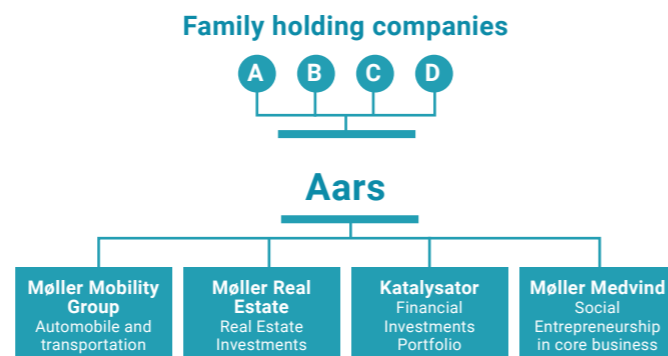 Family holding companies
A B C D
Aars
Møller Mobility
Group
Automobile and
transportation
Møller Real
Estate
Real Estate
Investments
Katalysator
Financial
Investments
Portfolio
Møller Medvind
Social
Entrepreneurship
in core business